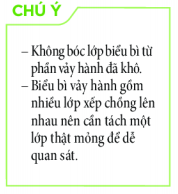 CHÚ Ý
– Không bóc lớp biểu bì từ
phần vảy hành đã khô.
– Biểu bì vảy hành gồm
nhiều lớp xếp chồng lên
nhau nên cần tách một
lớp thật mỏng để dễ
quan sát.